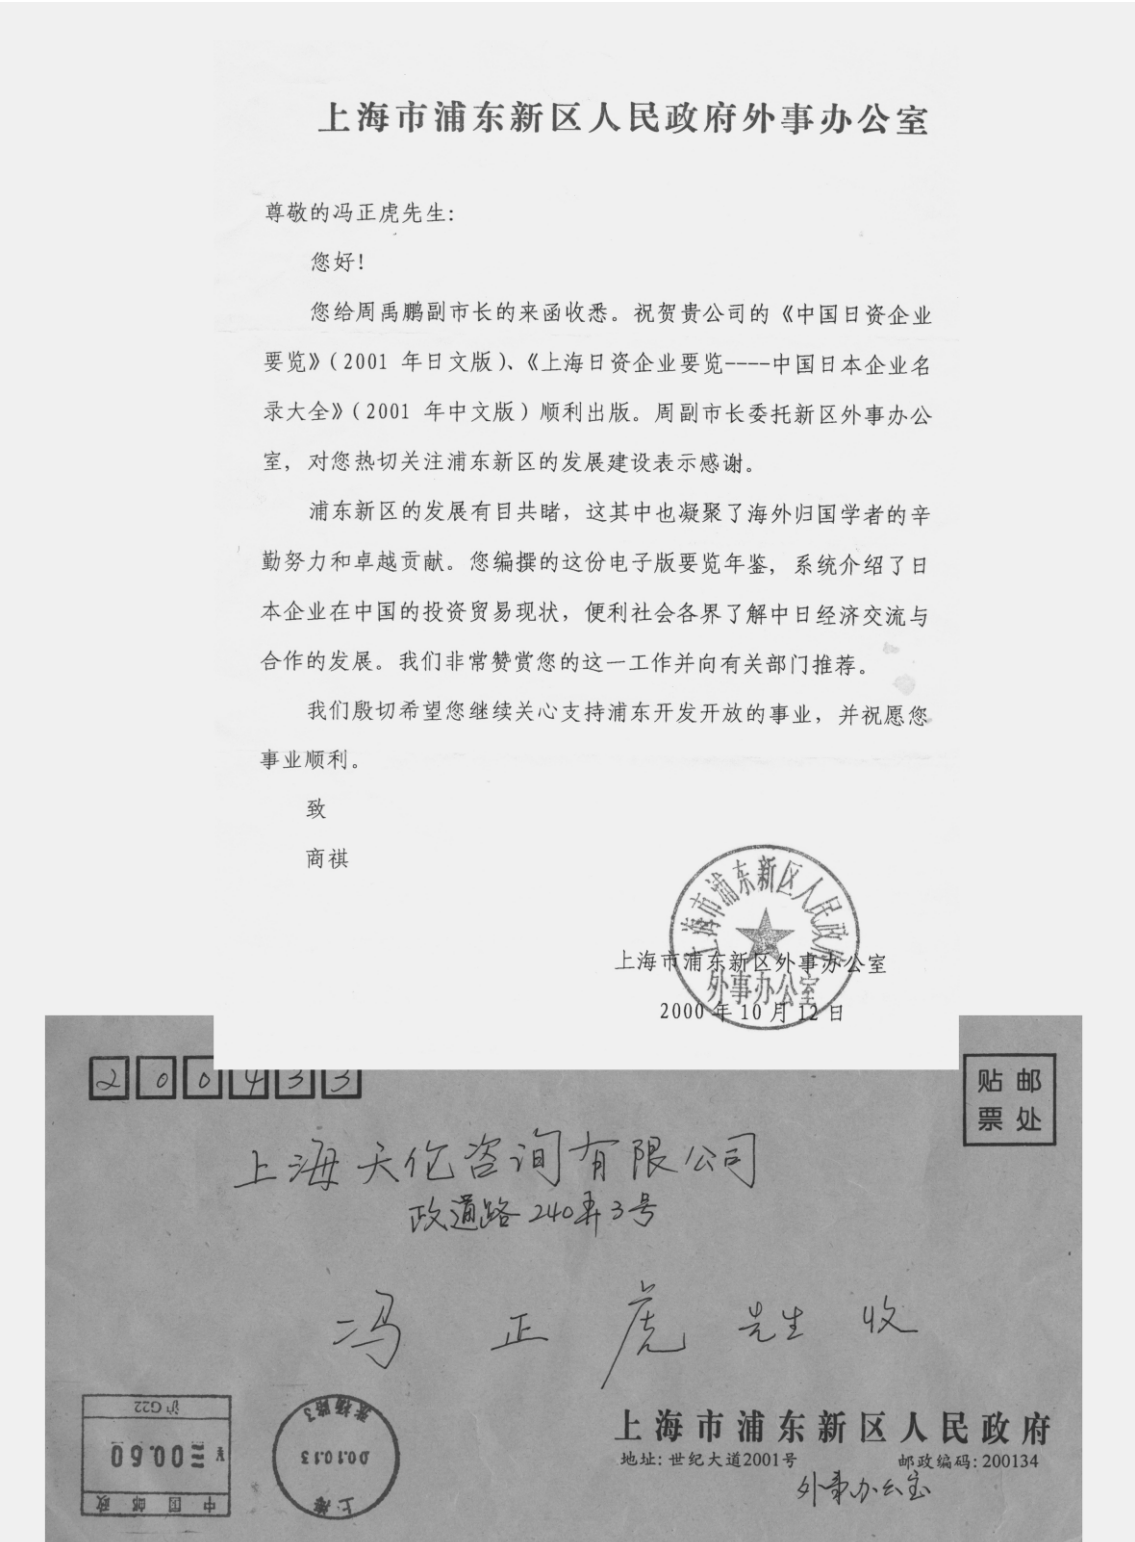 上海市浦东新区人民政府外事办公室
尊敬的冯正虎先生:
您好!
您给周禹鹏副市长的来函收悉。祝贺贵公司的《中国日资企业
要览》(2001 年日文版)、《上海日资企业要览----中国日本企业名
录大全》(2001 年中文版)顺利出版。周副市长委托新区外事办公
室，对您热切关注浦东新区的发展建设表示感谢。
浦东新区的发展有目共睹，这其中也凝聚了海外归国学者的辛
勤努力和卓越贡献。您编撰的这份电子版要览年鉴，系统介绍了日
本企业在中国的投资贸易现状，便利社会各界了解中日经济交流与
合作的发展。我们非常赞赏您的这一工作并向有关部门推荐。
我们殷切希望您继续关心支持浦东开发开放的事业，并祝愿您
事业顺利。
致
商祺
上海市浦东新区人民政府
外事办公室
上海市浦东新区外事办公室
2000 年 10 月 12 日
200433
贴邮
票处
上海天伦咨询有限公司
政道路240弄3号
冯正虎先生 收
沪G22
00.60
中国邮政
上海
上海市浦东新区人民政府
地址: 世纪大道2001号 邮政编码: 200134
外事办公室